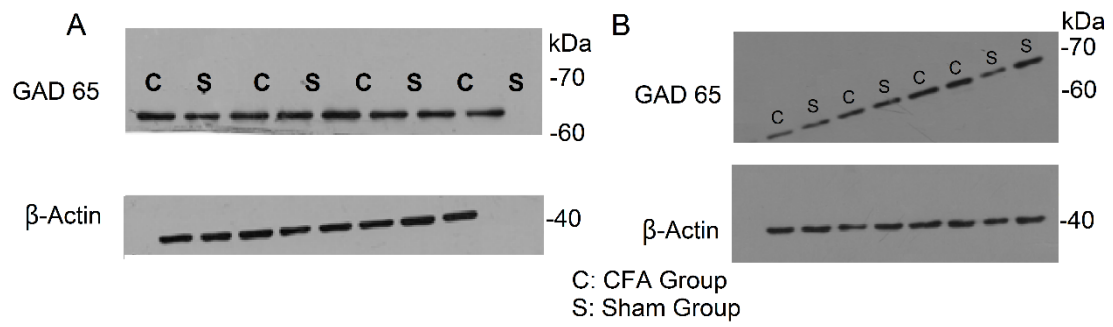 A
kDa
C S C S C S C S
-70
GAD 65
-60
β-Actin
-40
B
kDa
-70
C S C S C C S S
GAD 65
-60
β-Actin
-40
C: CFA Group
S: Sham Group